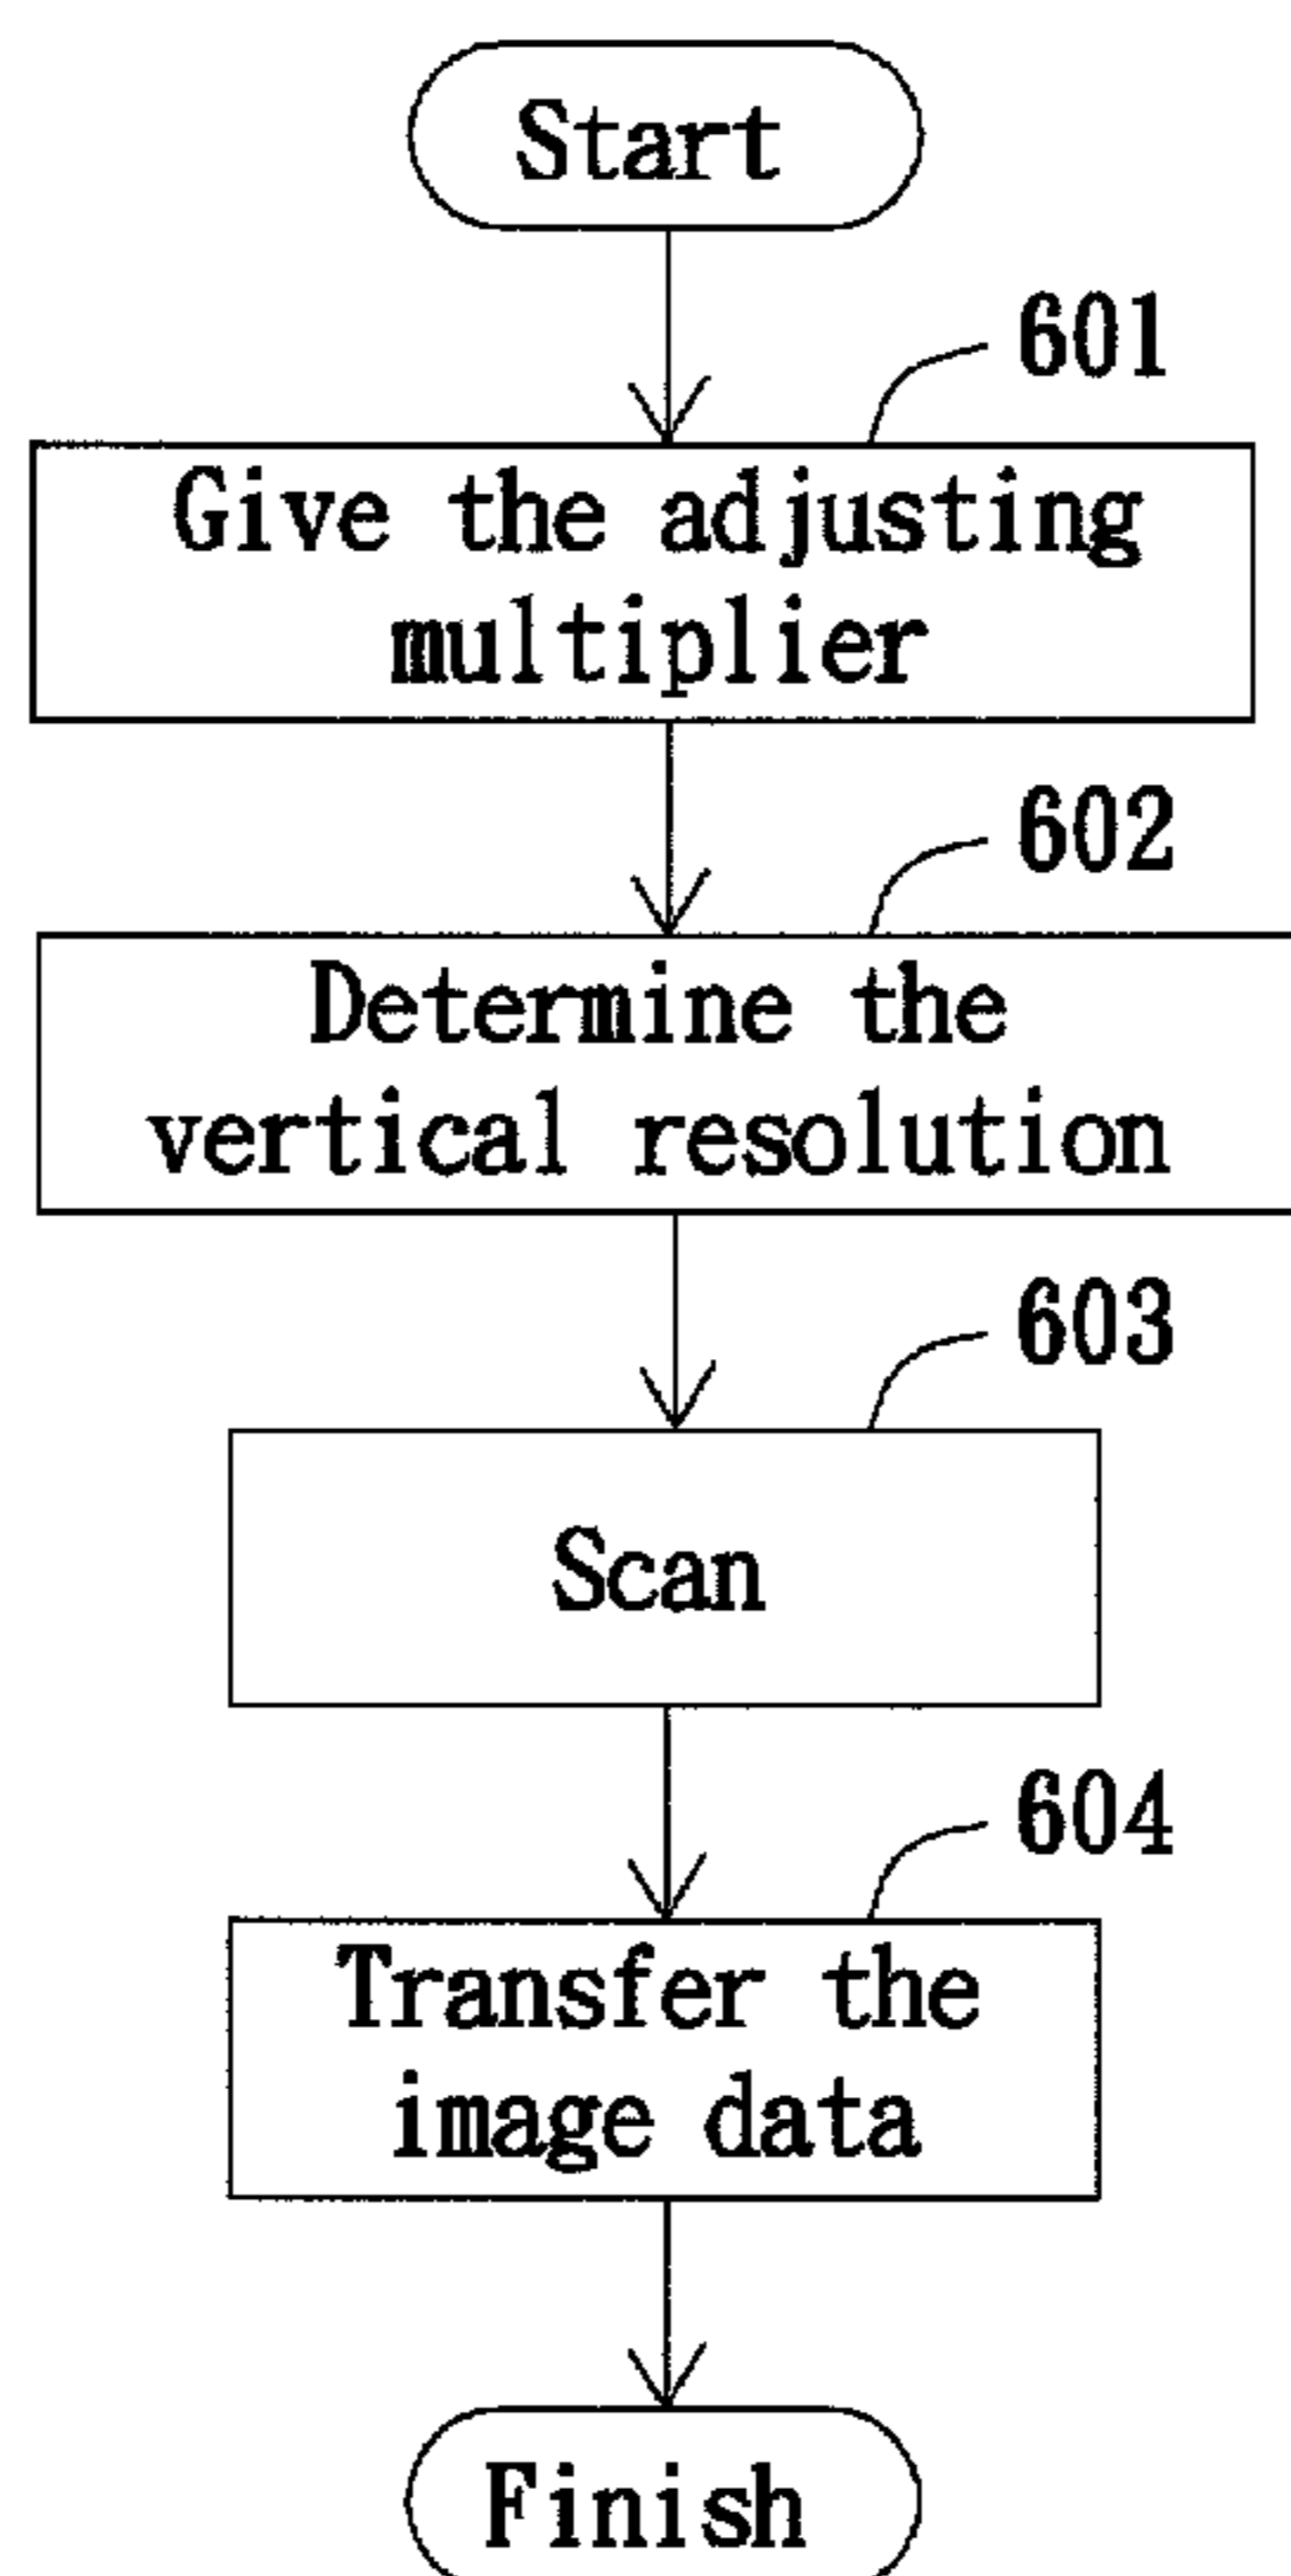 Start
601
Give the adjusting
multiplier
602
Determine the
vertical resolution
603
Scan
604
Transfer the
image data
Finish